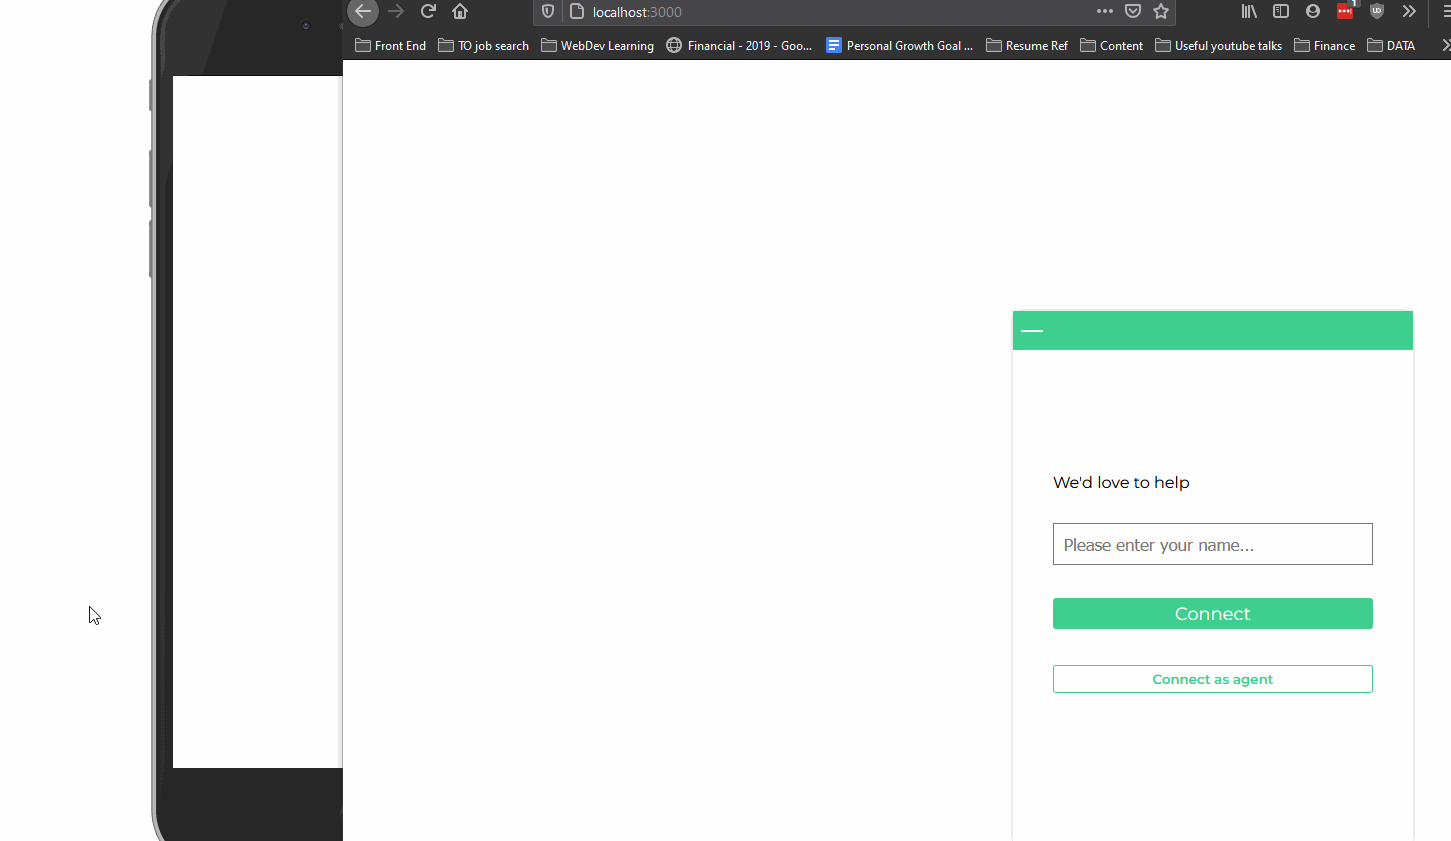 localhost:3000
1
Front End TO job search WebDev Learning Financial - 2019 - Goo... Personal Growth Goal ... Resume Ref Content Useful youtube talks Finance DATA
We'd love to help
Please enter your name...
Connect
Connect as agent